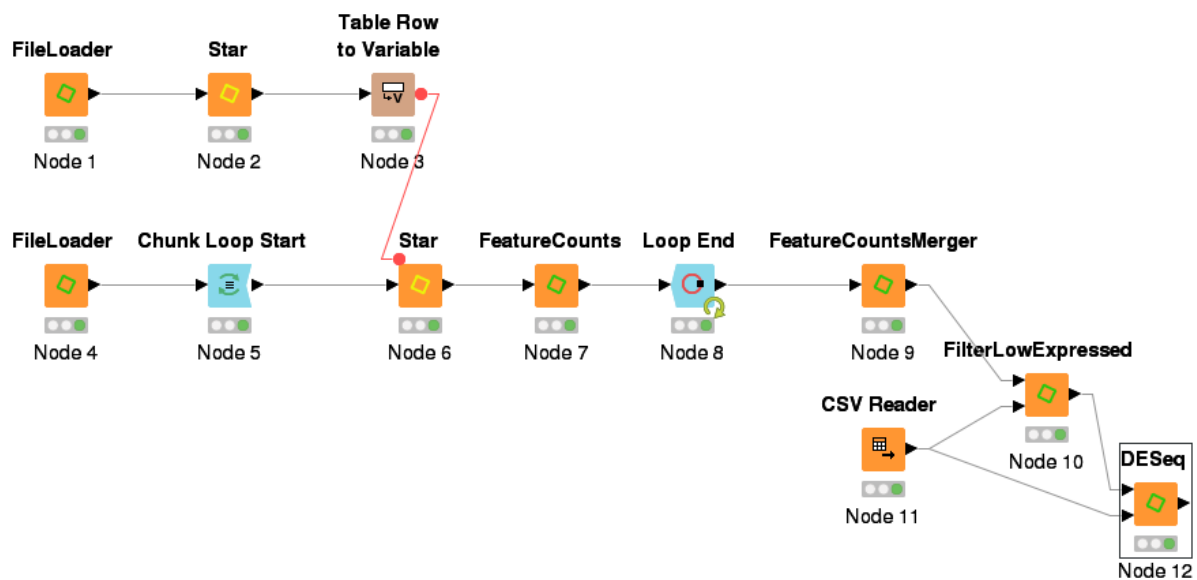 Table Row
FileLoader Star to Variable
V
Node 1 Node 2 Node 3
FileLoader Chunk Loop Start Star FeatureCounts Loop End FeatureCountsMerger
Node 4 Node 5 Node 6 Node 7 Node 8 Node 9
FilterLowExpressed
CSV Reader
Node 10
DESeq
Node 11
Node 12